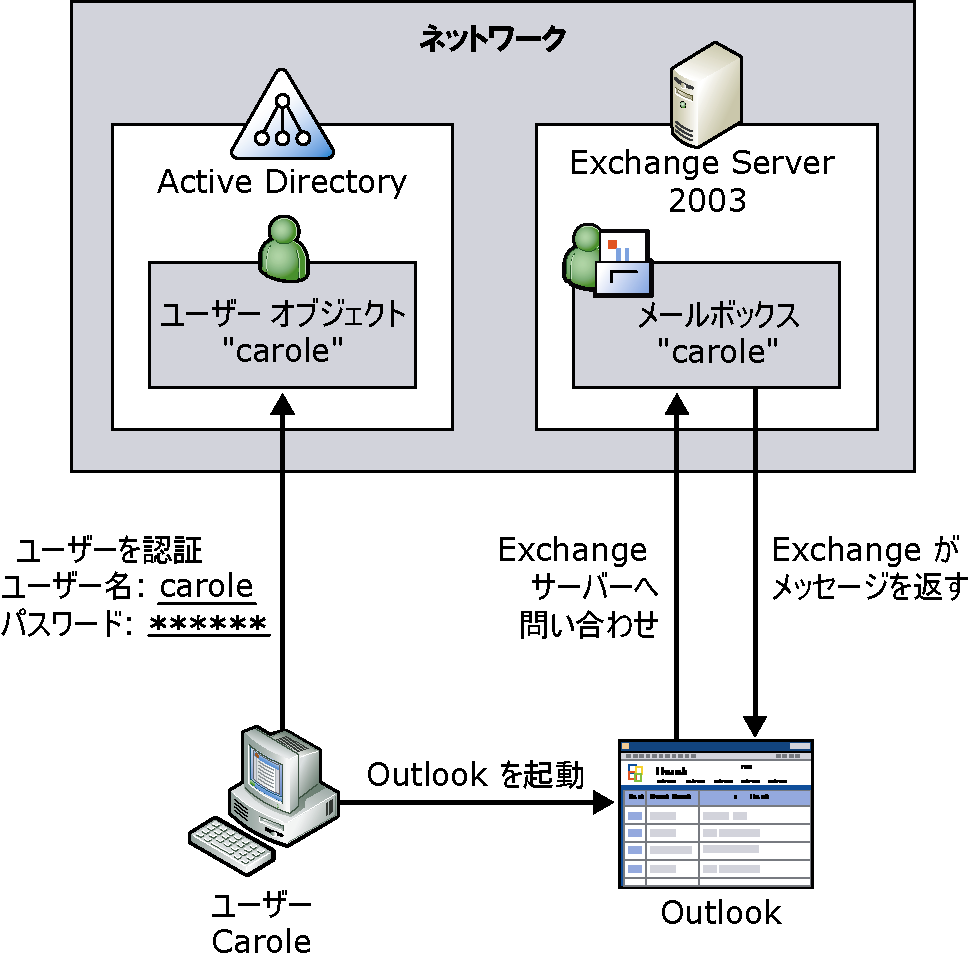 ネットワーク
Active Directory
ユーザー オブジェクト
"carole"
Exchange Server
2003
メールボックス
"carole"
ユーザーを認証
ユーザー名: carole
パスワード: ******
Exchange
サーバーへ
問い合わせ
Exchange が
メッセージを返す
Outlook を起動
ユーザー
Carole
Outlook